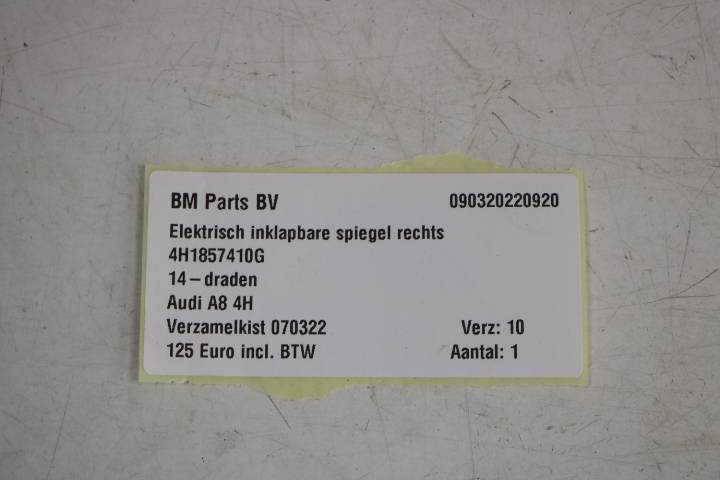 BM Parts BV 090320220920
Elektrisch inklapbare spiegel rechts
4H1857410G
14-draden
Audi A8 4H
Verzamelkist 070322 Verz: 10
125 Euro incl. BTW Aantal: 1